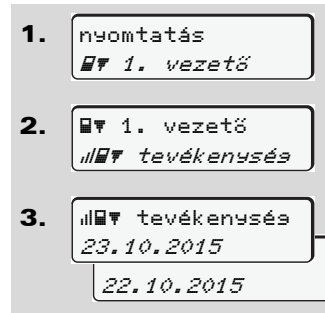 1. nyomtatás
1. vezető
2. 1. vezető
tevékenység
3. tevékenység
23.10.2015
22.10.2015